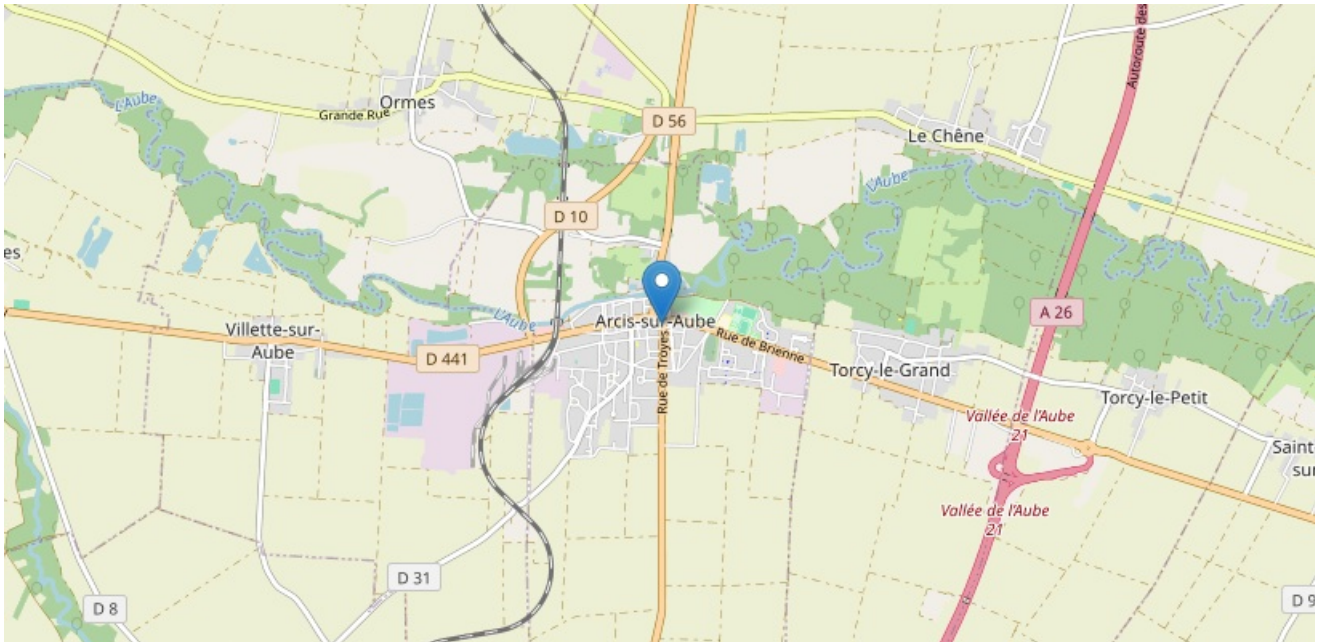 Autoroute des
L'Aube
Ormes
Grande Rue
D 56
Le Chêne
L'Aube
D 10
es
A 26
L'Aube
Arcis-sur-Aube
Villette-sur-
Aube
Rue de Brienne
D 441
Rue de Troyes
Torcy-le-Grand
Torcy-le-Petit
Vallée de l'Aube
21
Saint
sur
Vallée de l'Aube
21
D 31
D 8
D 9